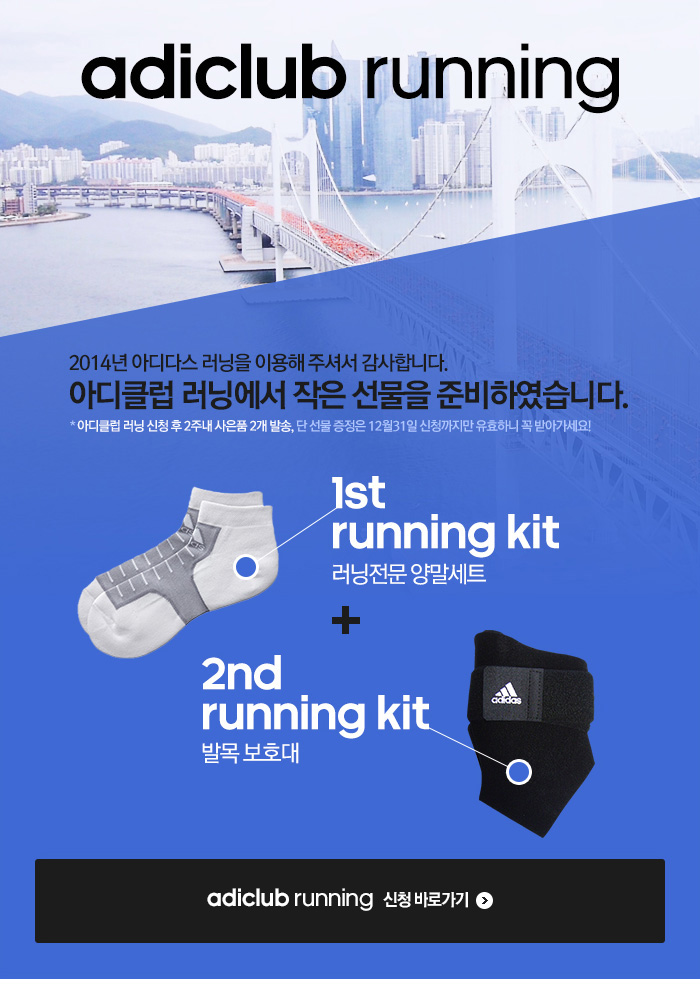 adiclub running
2014년 아디다스 러닝을 이용해 주셔서 감사합니다.
아디클럽 러닝에서 작은 선물을 준비하였습니다.
* 아디클럽 러닝 신청 후 2주내 사은품 2개 발송, 단 선물 증정은 12월31일 신청까지만 유효하니 꼭 받아가세요!
1st
running kit
러닝전문 양말세트
+
2nd
running kit
발목 보호대
adidas
adiclub running 신청 바로가기